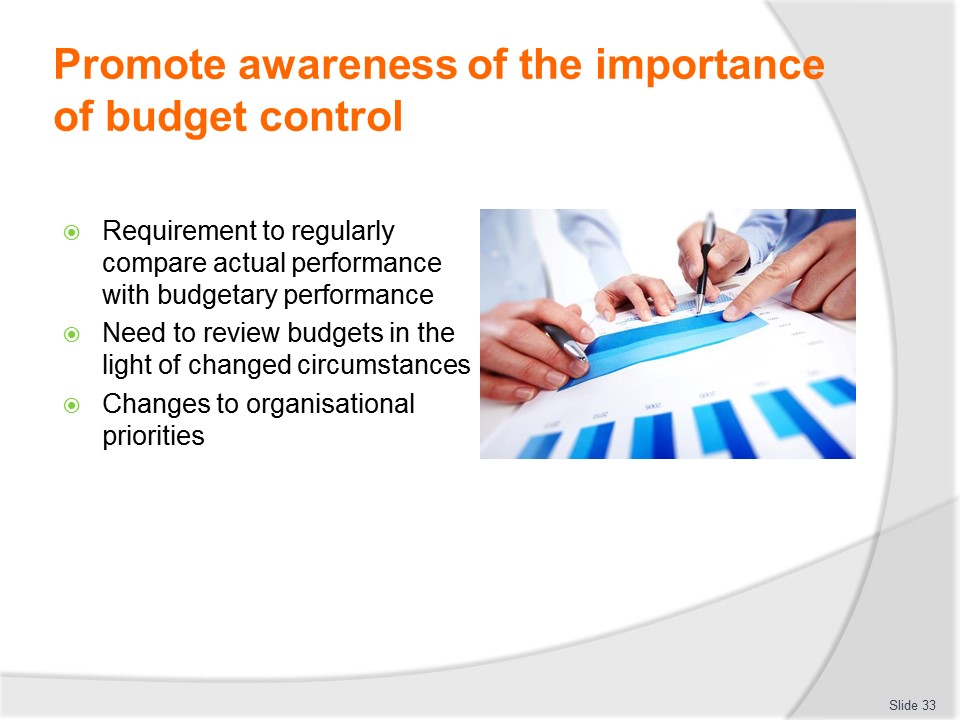 Promote awareness of the importance
of budget control
Requirement to regularly
compare actual performance
with budgetary performance
Need to review budgets in the
light of changed circumstances
Changes to organisational
priorities
Slide 33